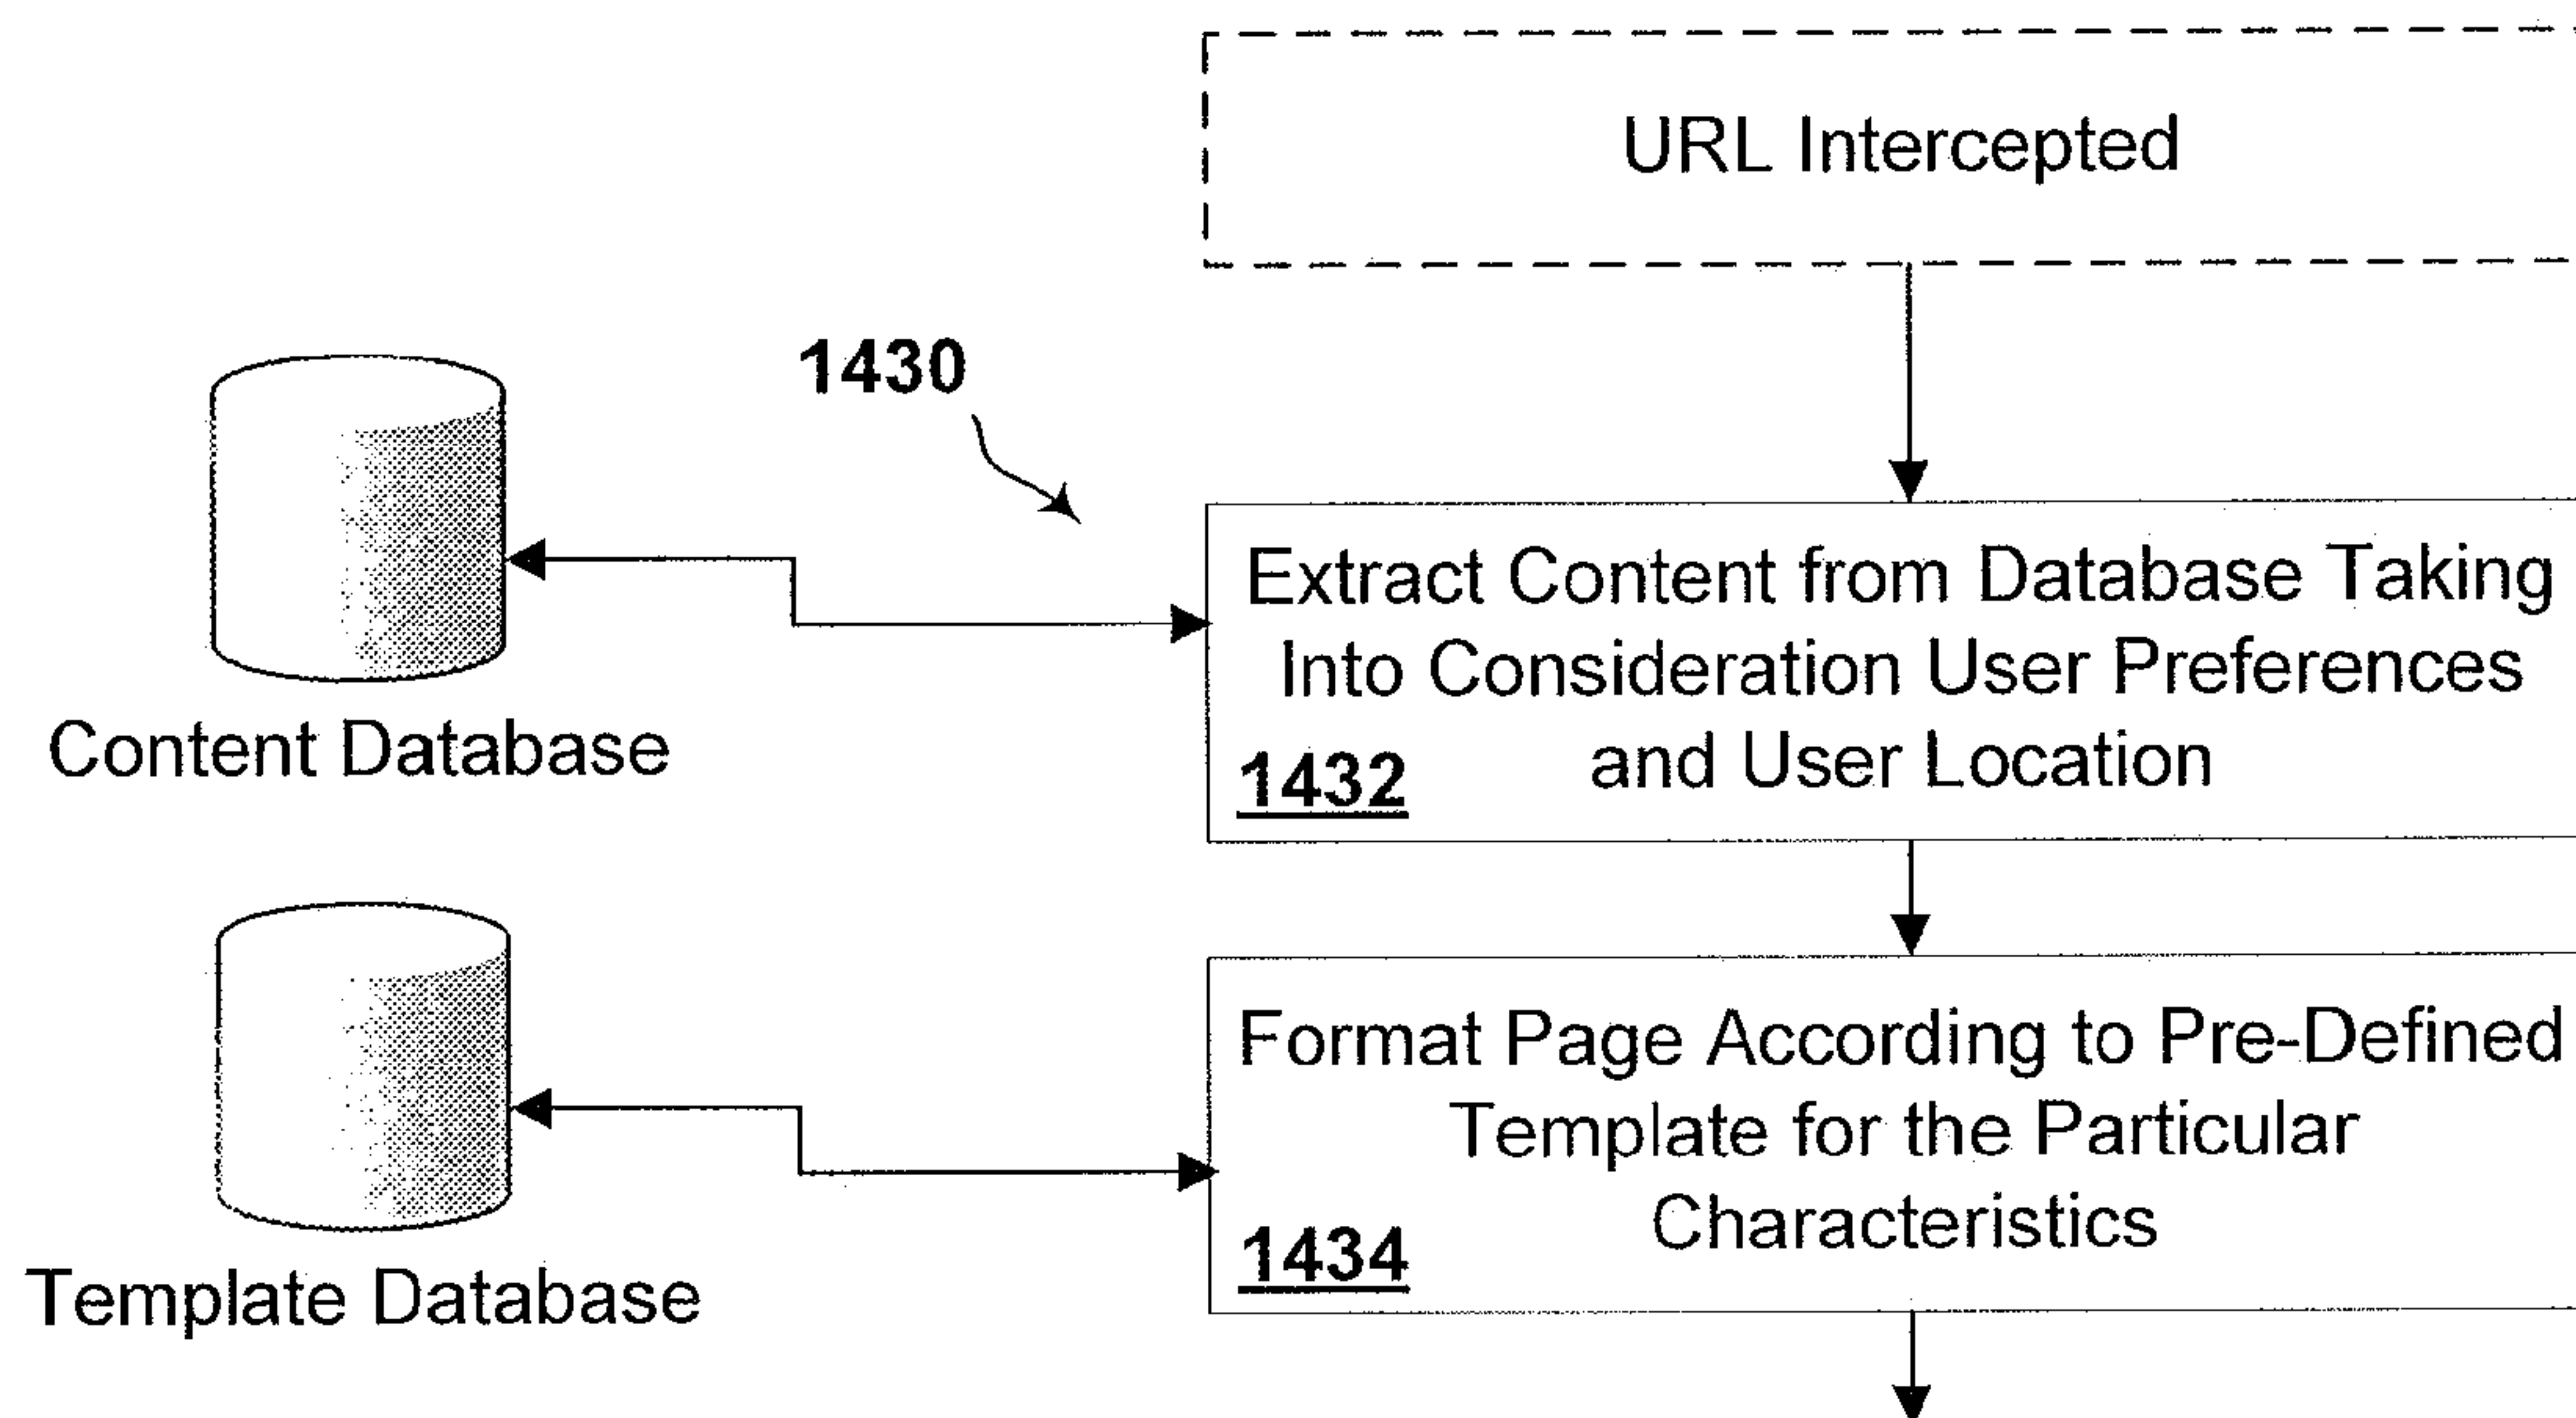 URL Intercepted
1430
Extract Content from Database Taking
Into Consideration User Preferences
and User Location
1432
Content Database
Format Page According to Pre-Defined
Template for the Particular
Characteristics
1434
Template Database